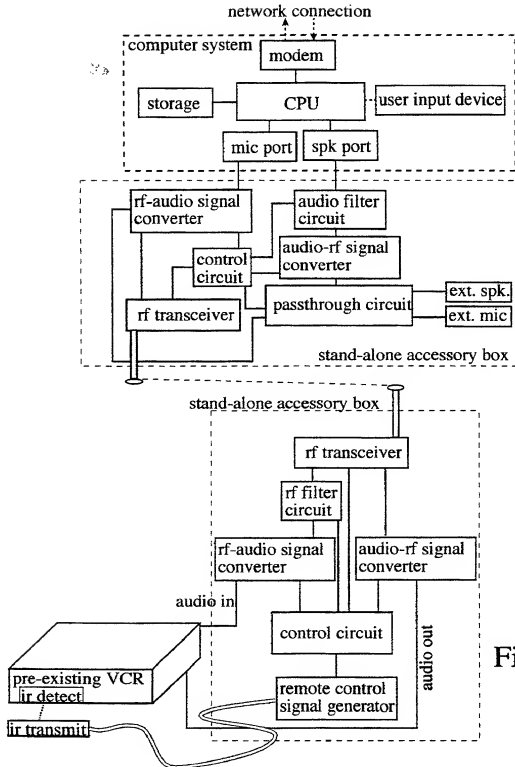 network connection
computer system
modem
storage
CPU
user input device
mic port
spk port
rf-audio signal
converter
audio filter
circuit
control
circuit
audio-rf signal
converter
rf transceiver
passthrough circuit
ext. spk.
ext. mic
stand-alone accessory box
stand-alone accessory box
rf transceiver
rf filter
circuit
rf-audio signal
converter
audio-rf signal
converter
audio in
control circuit
audio out
pre-existing VCR
ir detect
remote control
signal generator
ir transmit
Fi